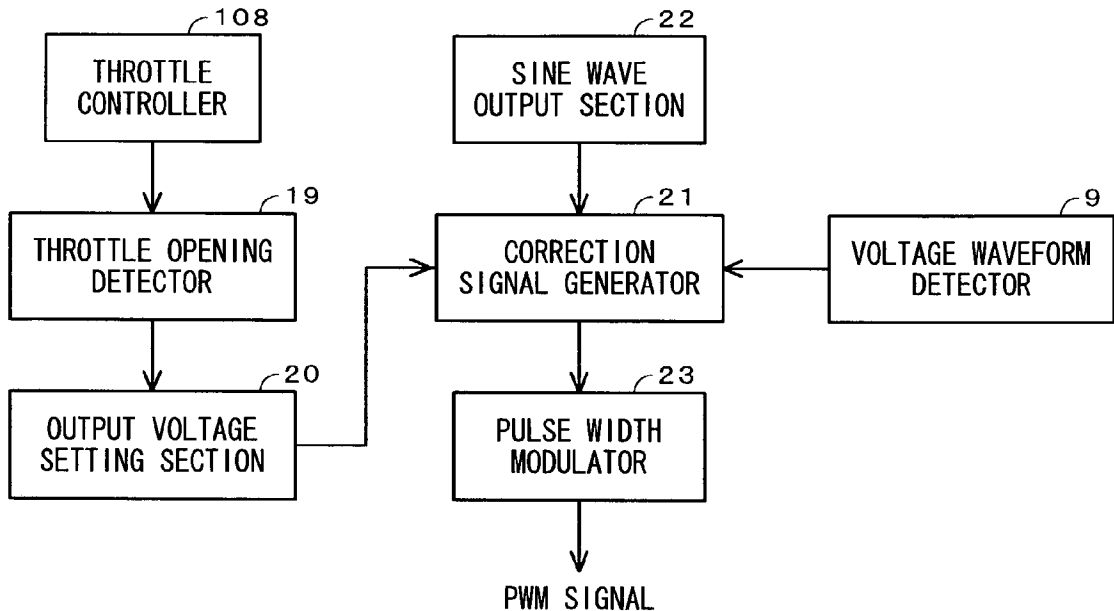 108
THROTTLE
CONTROLLER
22
SINE WAVE
OUTPUT SECTION
19
THROTTLE OPENING
DETECTOR
21
CORRECTION
SIGNAL GENERATOR
9
VOLTAGE WAVEFORM
DETECTOR
20
OUTPUT VOLTAGE
SETTING SECTION
23
PULSE WIDTH
MODULATOR
PWM SIGNAL